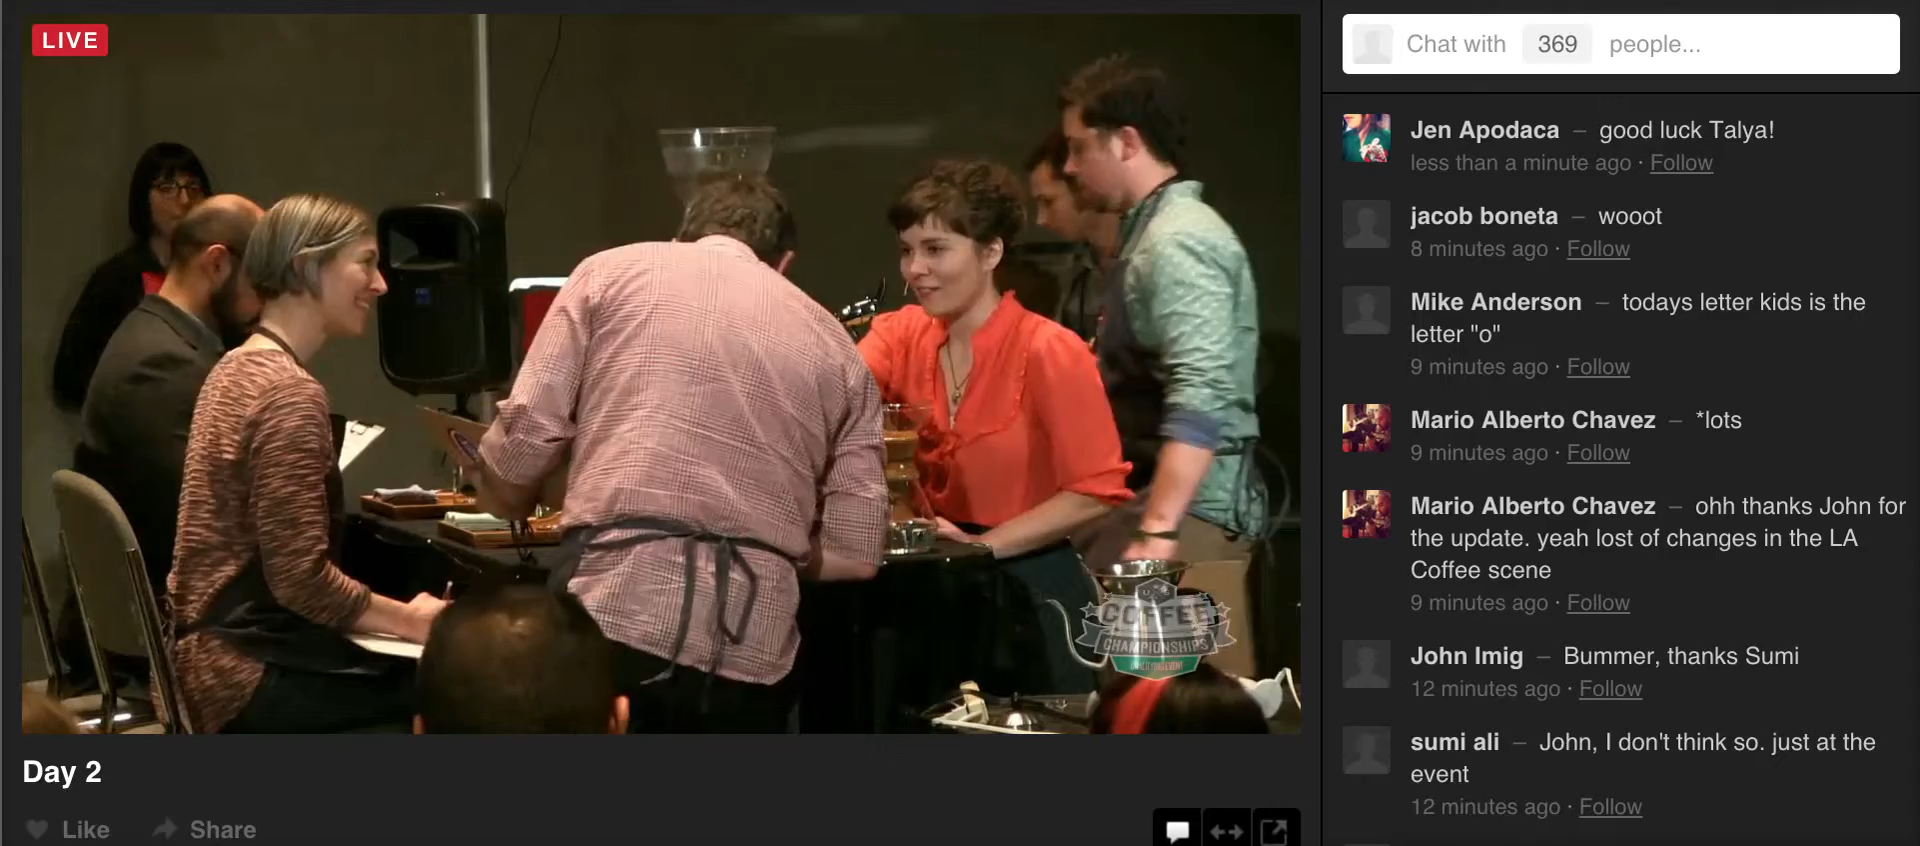 LIVE
COFFEE
CHAMPIONSHIPS
Day 2
Like
Share
Chat with 369 people...
Jen Apodaca – good luck Talya!
less than a minute ago · Follow
jacob boneta – wooot
8 minutes ago · Follow
Mike Anderson – todays letter kids is the
letter "o"
9 minutes ago · Follow
Mario Alberto Chavez – *lots
9 minutes ago · Follow
Mario Alberto Chavez – ohh thanks John for
the update. yeah lost of changes in the LA
Coffee scene
9 minutes ago · Follow
John Imig – Bummer, thanks Sumi
12 minutes ago · Follow
sumi ali – John, I don't think so. just at the
event
12 minutes ago · Follow